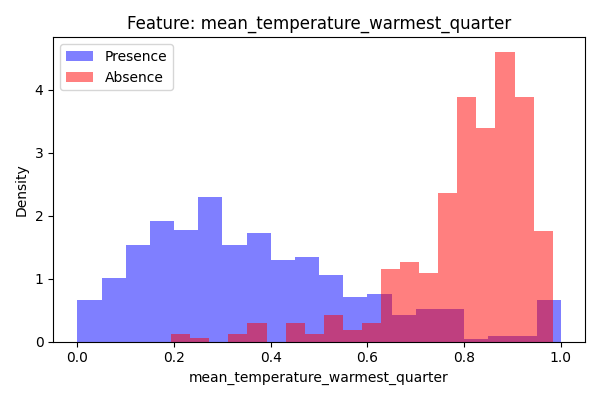 Feature: mean_temperature_warmest_quarter
Presence
Absence
Density
4
3
2
1
0
0.0 0.2 0.4 0.6 0.8 1.0
mean_temperature_warmest_quarter